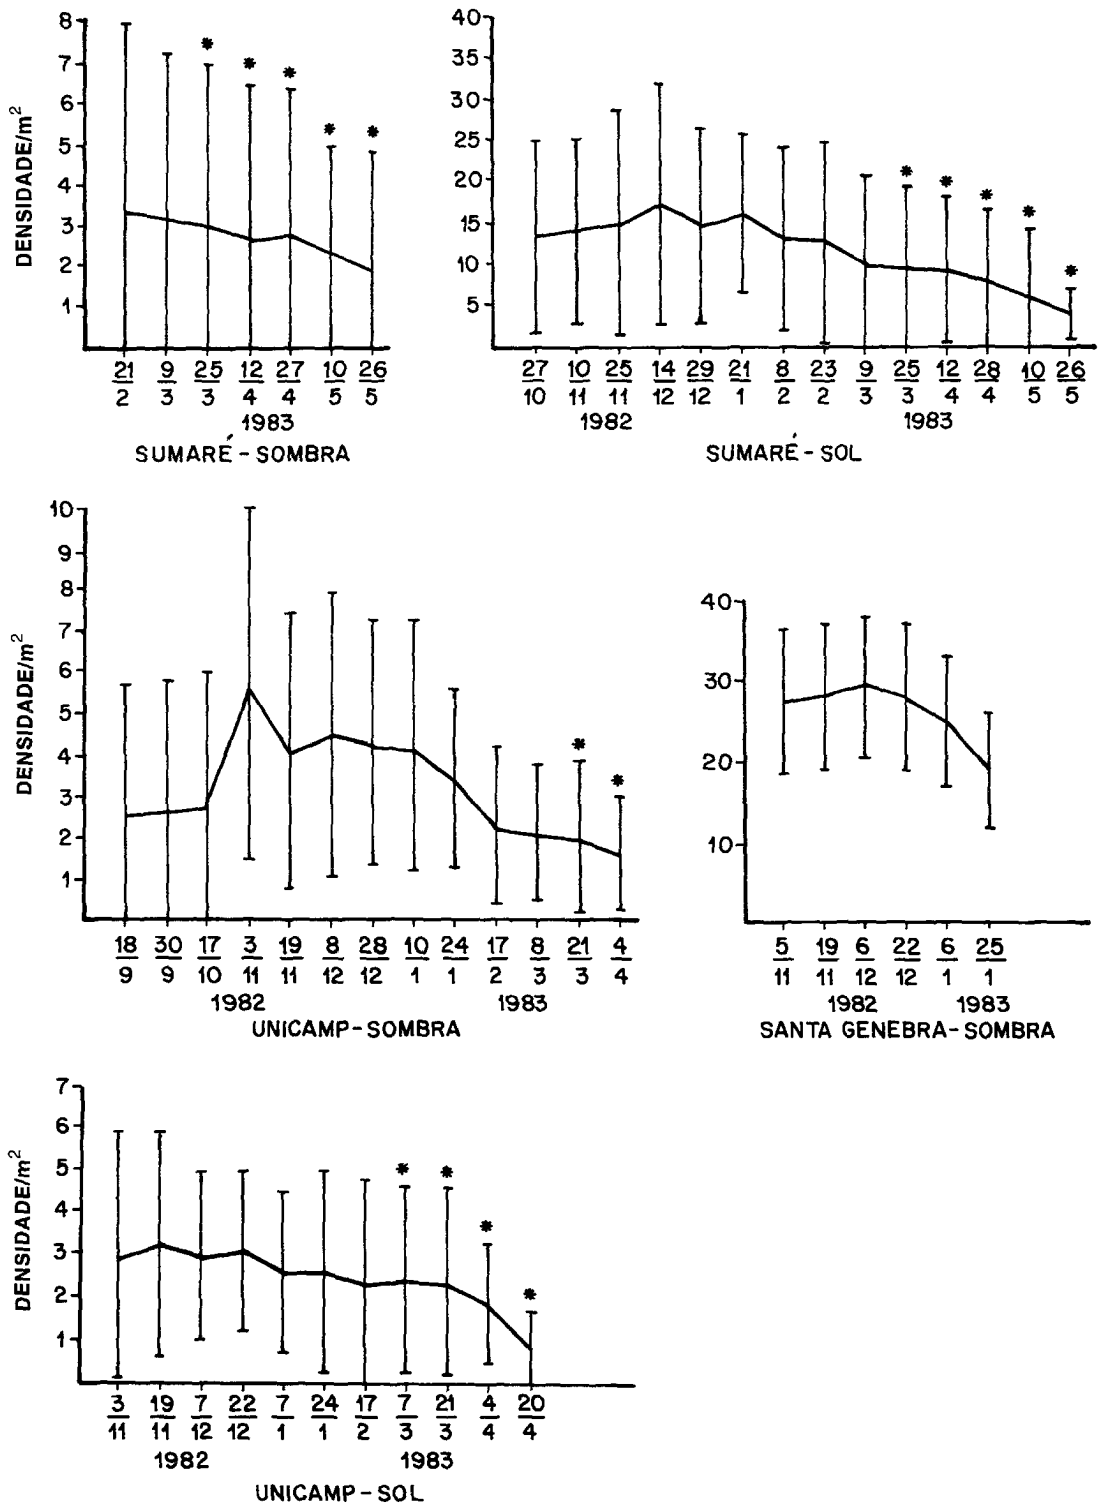 8
7
6
5
4
3
2
1
DENSIDADE/m²
* * * * *
21/2 9/3 25/3 12/4 27/4 10/5 26/5
1983
SUMARÉ - SOMBRA
40
35
30
25
20
15
10
5
* * * * *
27/10 10/11 25/11 14/12 29/12 21/1 8/2 23/2 9/3 25/3 12/4 28/4 10/5 26/5
1982 1983
SUMARÉ - SOL
10
9
8
7
6
5
4
3
2
1
DENSIDADE/m²
* *
18/9 30/9 17/10 3/11 19/11 8/12 28/12 10/1 24/1 17/2 8/3 21/3 4/4
1982 1983
UNICAMP - SOMBRA
40
30
20
10
5/11 19/11 6/12 22/12 6/1 25/1
1982 1983
SANTA GENEBRA - SOMBRA
7
6
5
4
3
2
1
DENSIDADE/m²
* * * *
3/11 19/11 7/12 22/12 7/1 24/1 17/2 7/3 21/3 4/4 20/4
1982 1983
UNICAMP - SOL